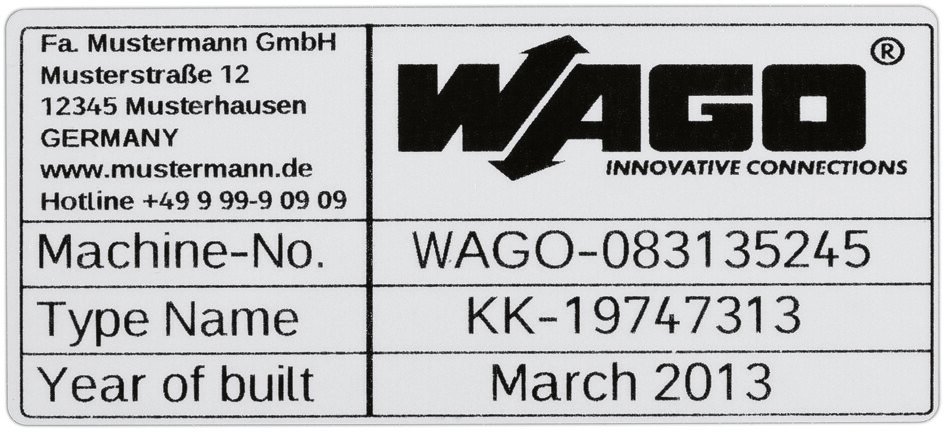 Fa. Mustermann GmbH
Musterstraße 12
12345 Musterhausen
GERMANY
www.mustermann.de
Hotline +49 9 99-9 09 09
WAGO®
INNOVATIVE CONNECTIONS
Machine-No. WAGO-083135245
Type Name KK-19747313
Year of built March 2013